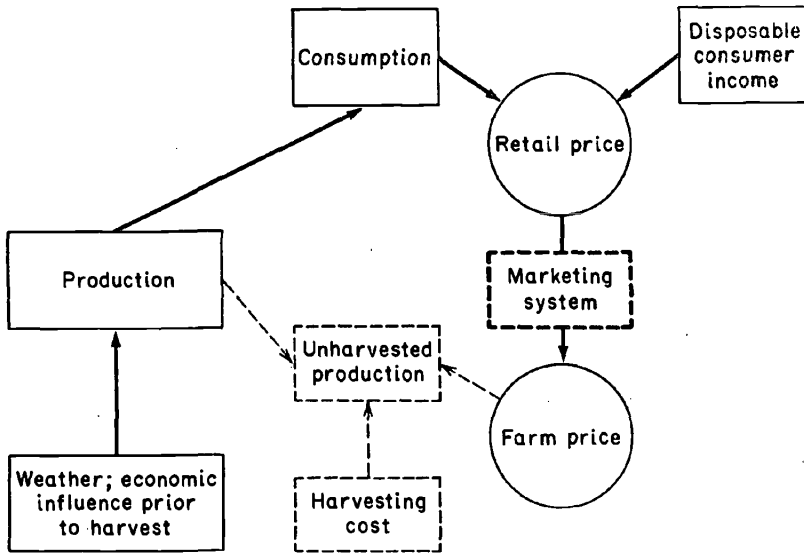 Consumption
Disposable
consumer
income
Retail price
Production
Marketing
system
Unharvested
production
Farm price
Weather; economic
influence prior
to harvest
Harvesting
cost